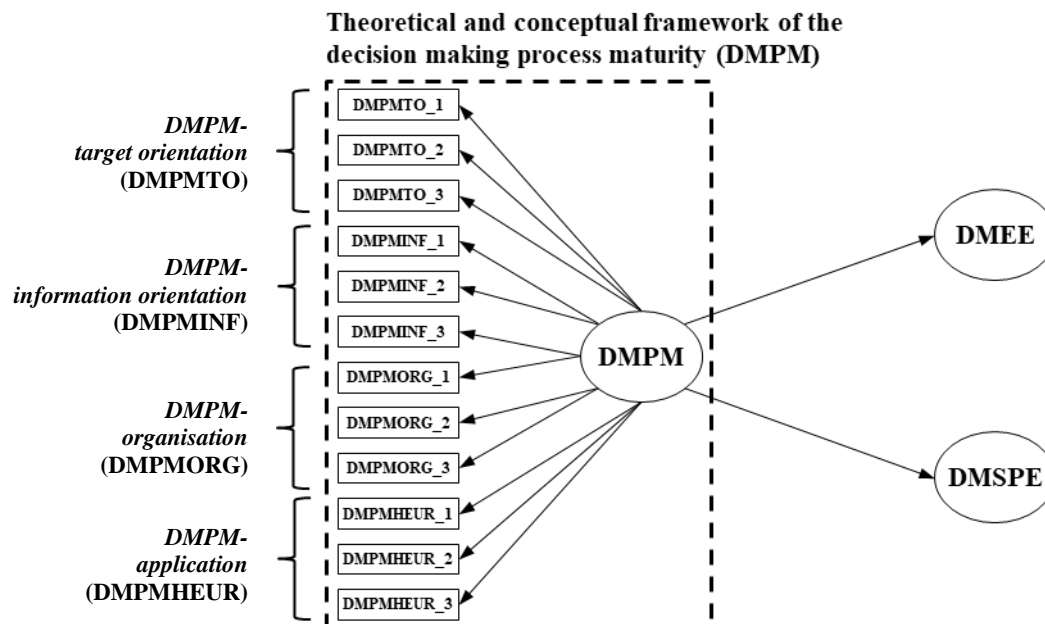 Theoretical and conceptual framework of the
decision making process maturity (DMPM)
DMPM-
target orientation
(DMPMTO)
DMPMTO_1
DMPMTO_2
DMPMTO_3
DMPM-
information orientation
(DMPMINF)
DMPMINF_1
DMPMINF_2
DMPMINF_3
DMPM-
organisation
(DMPMORG)
DMPMORG_1
DMPMORG_2
DMPMORG_3
DMPM-
application
(DMPMHEUR)
DMPMHEUR_1
DMPMHEUR_2
DMPMHEUR_3
DMPM
DMEE
DMSPE